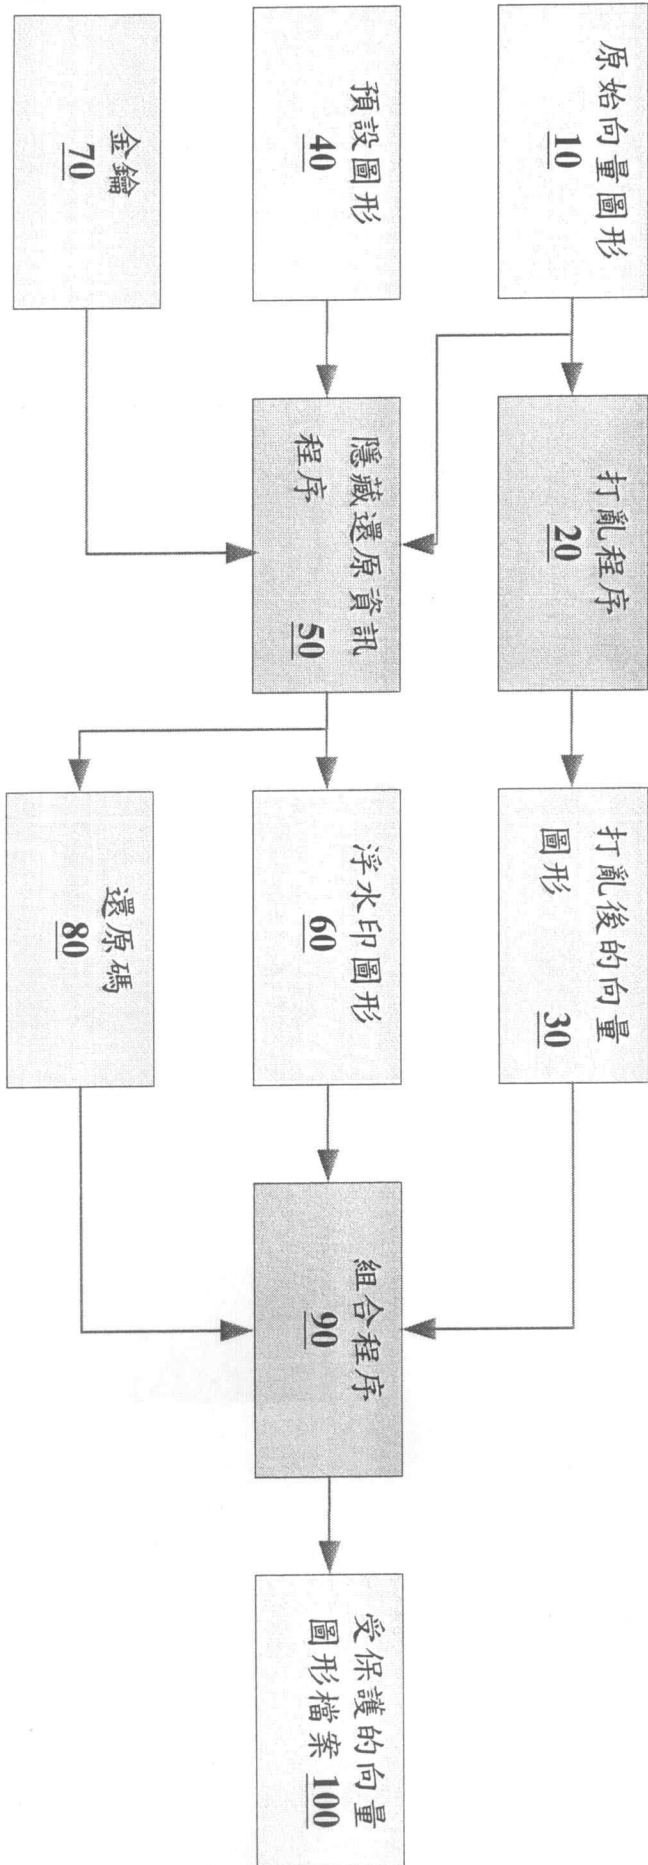 原始向量圖形
10
打亂程序
20
打亂後的向量
圖形 30
預設圖形
40
隱藏還原資訊
程序 50
浮水印圖形
60
組合程序
90
受保護的向量
圖形檔案 100
金鑰
70
還原碼
80